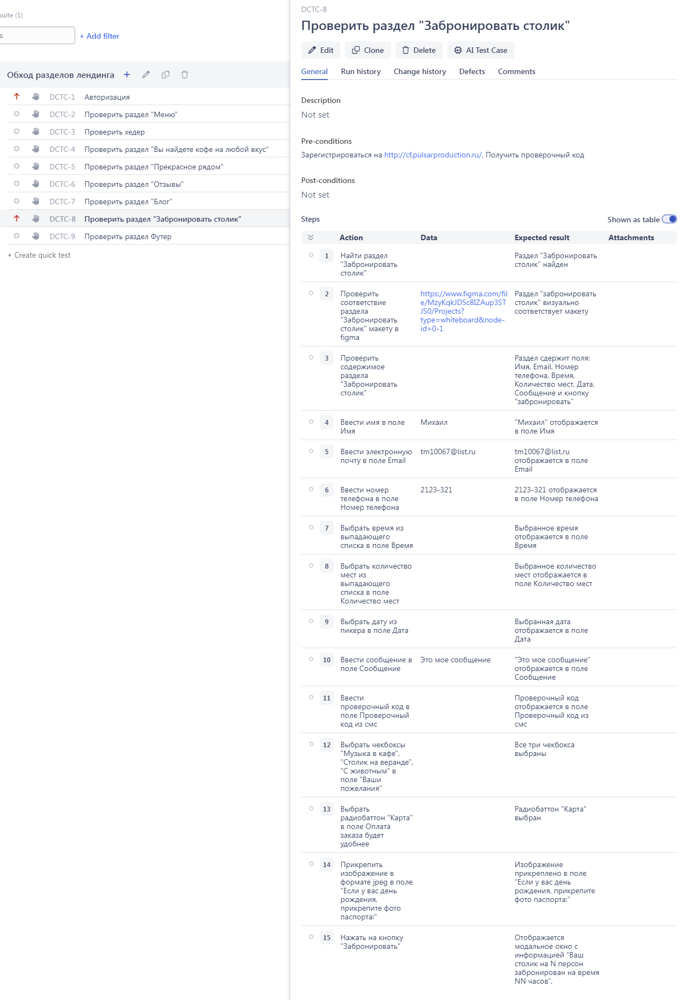 suite (1)
s
+ Add filter
Обход разделов лендинга
DCTC-1 Авторизация
DCTC-2 Проверить раздел "Меню"
DCTC-3 Проверить хедер
DCTC-4 Проверить раздел "Вы найдете кофе на любой вкус"
DCTC-5 Проверить раздел "Прекрасное рядом"
DCTC-6 Проверить раздел "Отзывы"
DCTC-7 Проверить раздел "Блог"
DCTC-8 Проверить раздел "Забронировать столик"
DCTC-9 Проверить раздел Футер
+ Create quick test
DCTC-8
Проверить раздел "Забронировать столик"
Edit Clone Delete AI Test Case
General Run history Change history Defects Comments
Description
Not set
Pre-conditions
Зарегистрироваться на http://cf.pulsarproduction.ru/, Получить проверочный код
Post-conditions
Not set
Steps
Shown as table
Action Data Expected result Attachments
1
Найти раздел
"Забронировать
столик"
Раздел "Забронировать
столик" найден
2
Проверить
соответствие
раздела
"Забронировать
столик" макету в
figma
https://www.figma.com/fil
e/MzyKqkJD5c8IZAup3ST
JS0/Projects?
type=whiteboard&node-
id=0-1
Раздел "забронировать
столик" визуально
соответствует макету
3
Проверить
содержимое
раздела
"Забронировать
столик"
Раздел сдержит поля:
Имя, Email, Номер
телефона, Время,
Количество мест, Дата,
Сообщение и кнопку
"забронировать"
4
Ввести имя в поле
Имя
Михаил
"Михаил" отображается
в поле Имя
5
Ввести электронную
почту в поле Email
tm10067@list.ru
tm10067@list.ru
отображается в поле
Email
6
Ввести номер
телефона в поле
Номер телефона
2123-321
2123-321 отображается
в поле Номер телефона
7
Выбрать время из
выпадающего
списка в поле Время
Выбранное время
отображается в поле
Время
8
Выбрать количество
мест из
выпадающего
списка в поле
Количество мест
Выбранное количество
мест отображается в
поле Количество мест
9
Выбрать дату из
пикера в поле Дата
Выбранная дата
отображается в поле
Дата
10
Ввести сообщение в
поле Сообщение
Это мое сообщение
"Это мое сообщение"
отображается в поле
Сообщение
11
Ввести
проверочный код в
поле Проверочный
код из смс
Проверочный код
отображается в поле
Проверочный код из
смс
12
Выбрать чекбоксы
"Музыка в кафе",
"Столик на веранде",
"С животным" в
поле "Ваши
пожелания"
Все три чекбокса
выбраны
13
Выбрать
радиобаттон "Карта"
в поле Оплата
заказа будет
удобнее
Радиобаттон "Карта"
выбран
14
Прикрепить
изображение в
формате jpeg в поле
“Если у вас день
рождения,
прикрепите фото
паспорта:”
Изображение
прикреплено в поле
“Если у вас день
рождения, прикрепите
фото паспорта:”
15
Нажать на кнопку
"Забронировать"
Отображается
модальное окно с
информацией “Ваш
столик на N персон
забронирован на время
NN часов”.